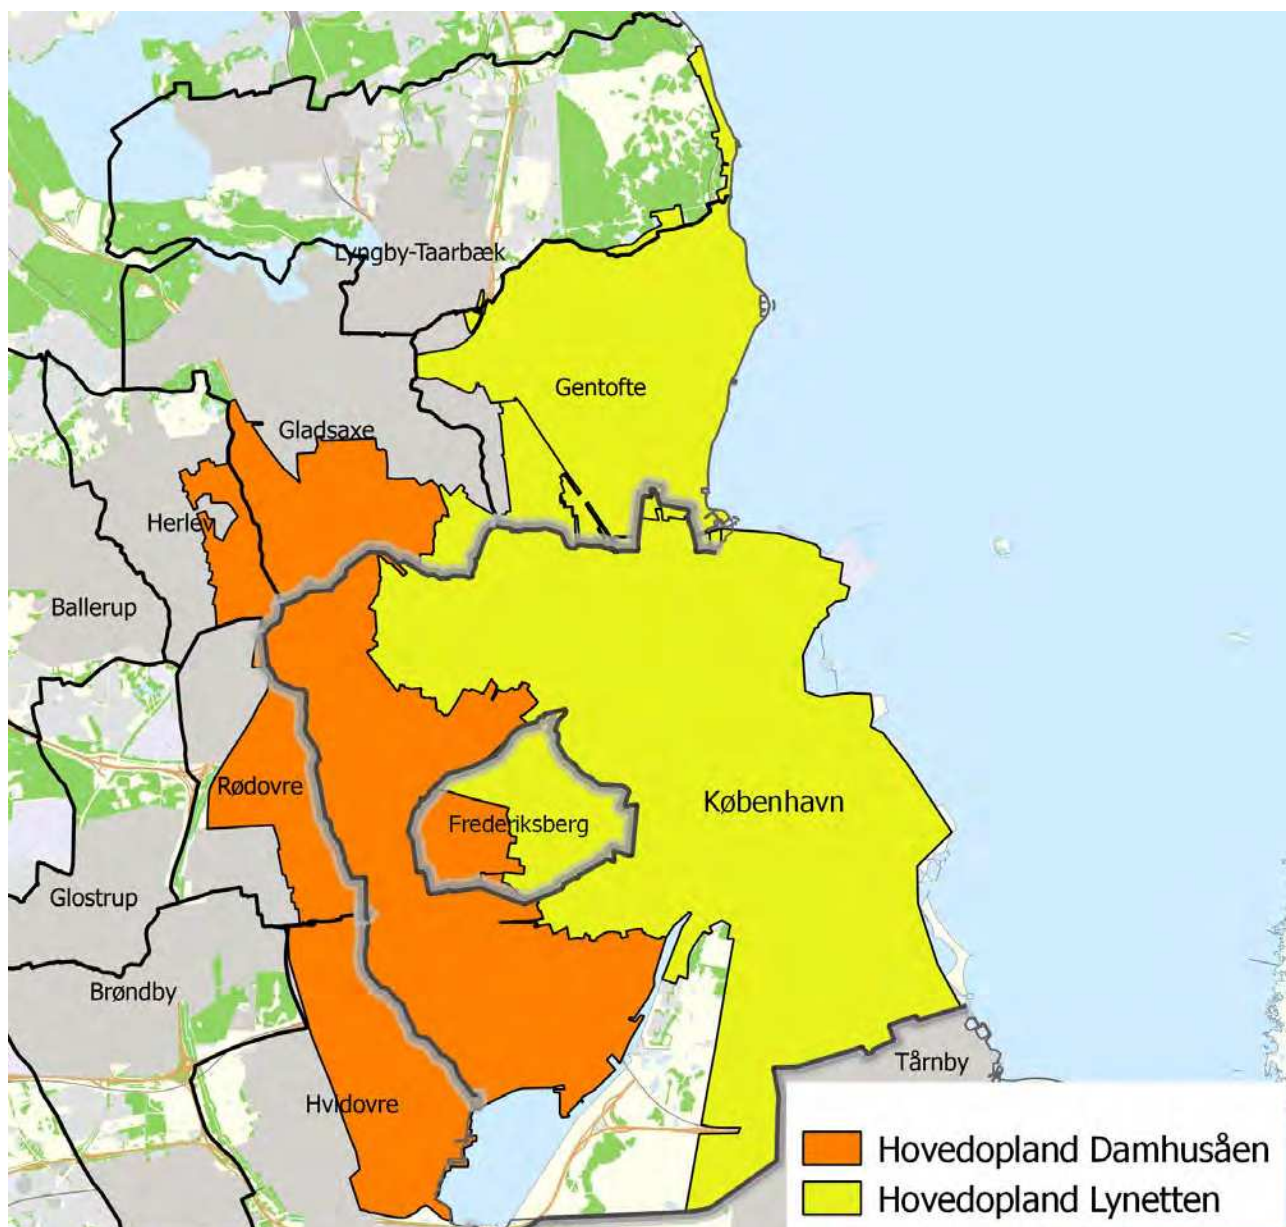 Lyngby-Taarbæk
Gentofte
Gladsaxe
Herlev
Ballerup
Rødovre
København
Frederiksberg
Glostrup
Brøndby
Tårnby
Hvidovre
Hovedopland Damhusåen
Hovedopland Lynetten